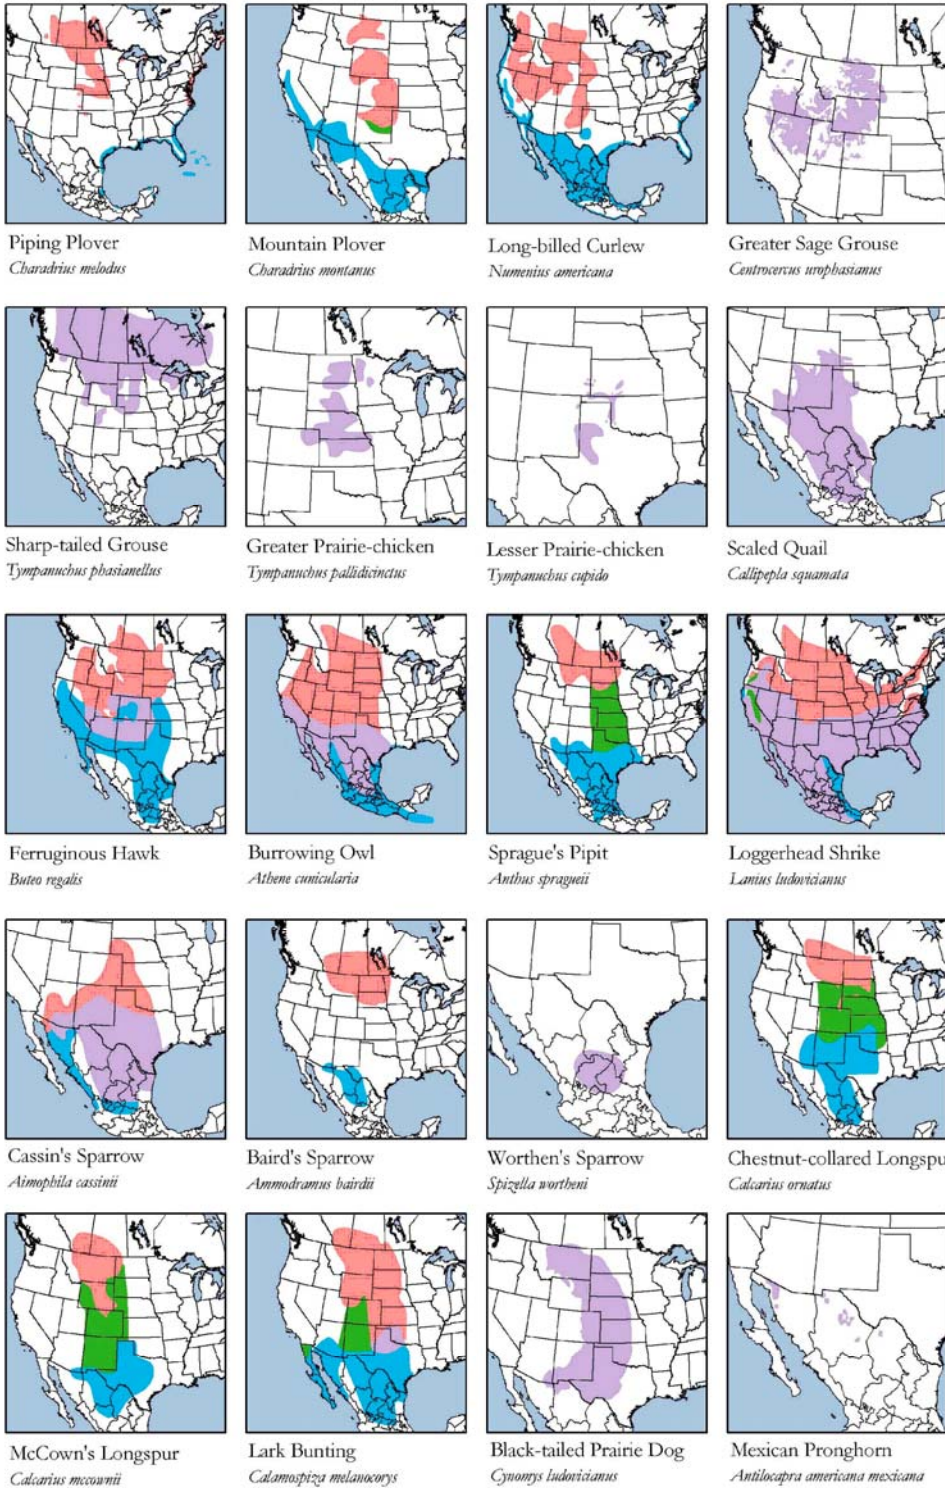 Piping Plover
Charadrius melodus
Mountain Plover
Charadrius montanus
Long-billed Curlew
Numenius americana
Greater Sage Grouse
Centrocercus urophasianus
Sharp-tailed Grouse
Tympanuchus phasianellus
Greater Prairie-chicken
Tympanuchus pallidicinctus
Lesser Prairie-chicken
Tympanuchus cupido
Scaled Quail
Callipepla squamata
Ferruginous Hawk
Buteo regalis
Burrowing Owl
Athene cunicularia
Sprague's Pipit
Anthus spragueii
Loggerhead Shrike
Lanius ludovicianus
Cassin's Sparrow
Aimophila cassinii
Baird's Sparrow
Ammodramus bairdii
Worthen's Sparrow
Spizella wortheni
Chestnut-collared Longspu
Calcarius ornatus
McCown's Longspur
Calcarius mccownii
Lark Bunting
Calamospiza melanocorys
Black-tailed Prairie Dog
Cynomys ludovicianus
Mexican Pronghorn
Antilocapra americana mexicana